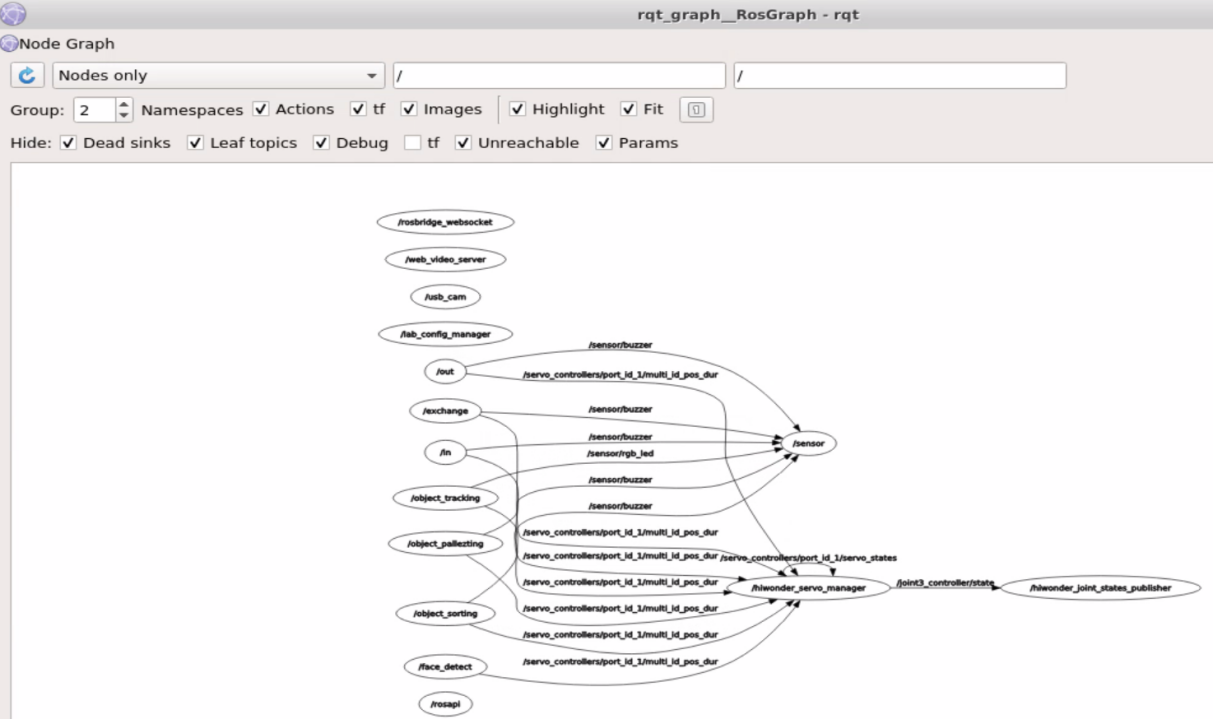 rqt_graph__RosGraph - rqt
Node Graph
Nodes only / /
Group: 2 Namespaces Actions tf Images Highlight Fit
Hide: Dead sinks Leaf topics Debug tf Unreachable Params
/rosbridge_websocket
/web_video_server
/usb_cam
/lab_config_manager
/sensor/buzzer
/out
/servo_controllers/port_id_1/multi_id_pos_dur
/exchange
/sensor/buzzer
/sensor/buzzer
/sensor
/in
/sensor/rgb_led
/sensor/buzzer
/object_tracking
/sensor/buzzer
/servo_controllers/port_id_1/multi_id_pos_dur
/object_pallezting
/servo_controllers/port_id_1/multi_id_pos_dur
/servo_controllers/port_id_1/servo_states
/servo_controllers/port_id_1/multi_id_pos_dur
/hiwonder_servo_manager
/joint3_controller/state
/hiwonder_joint_states_publisher
/servo_controllers/port_id_1/multi_id_pos_dur
/object_sorting
/servo_controllers/port_id_1/multi_id_pos_dur
/servo_controllers/port_id_1/multi_id_pos_dur
/face_detect
/rosapi